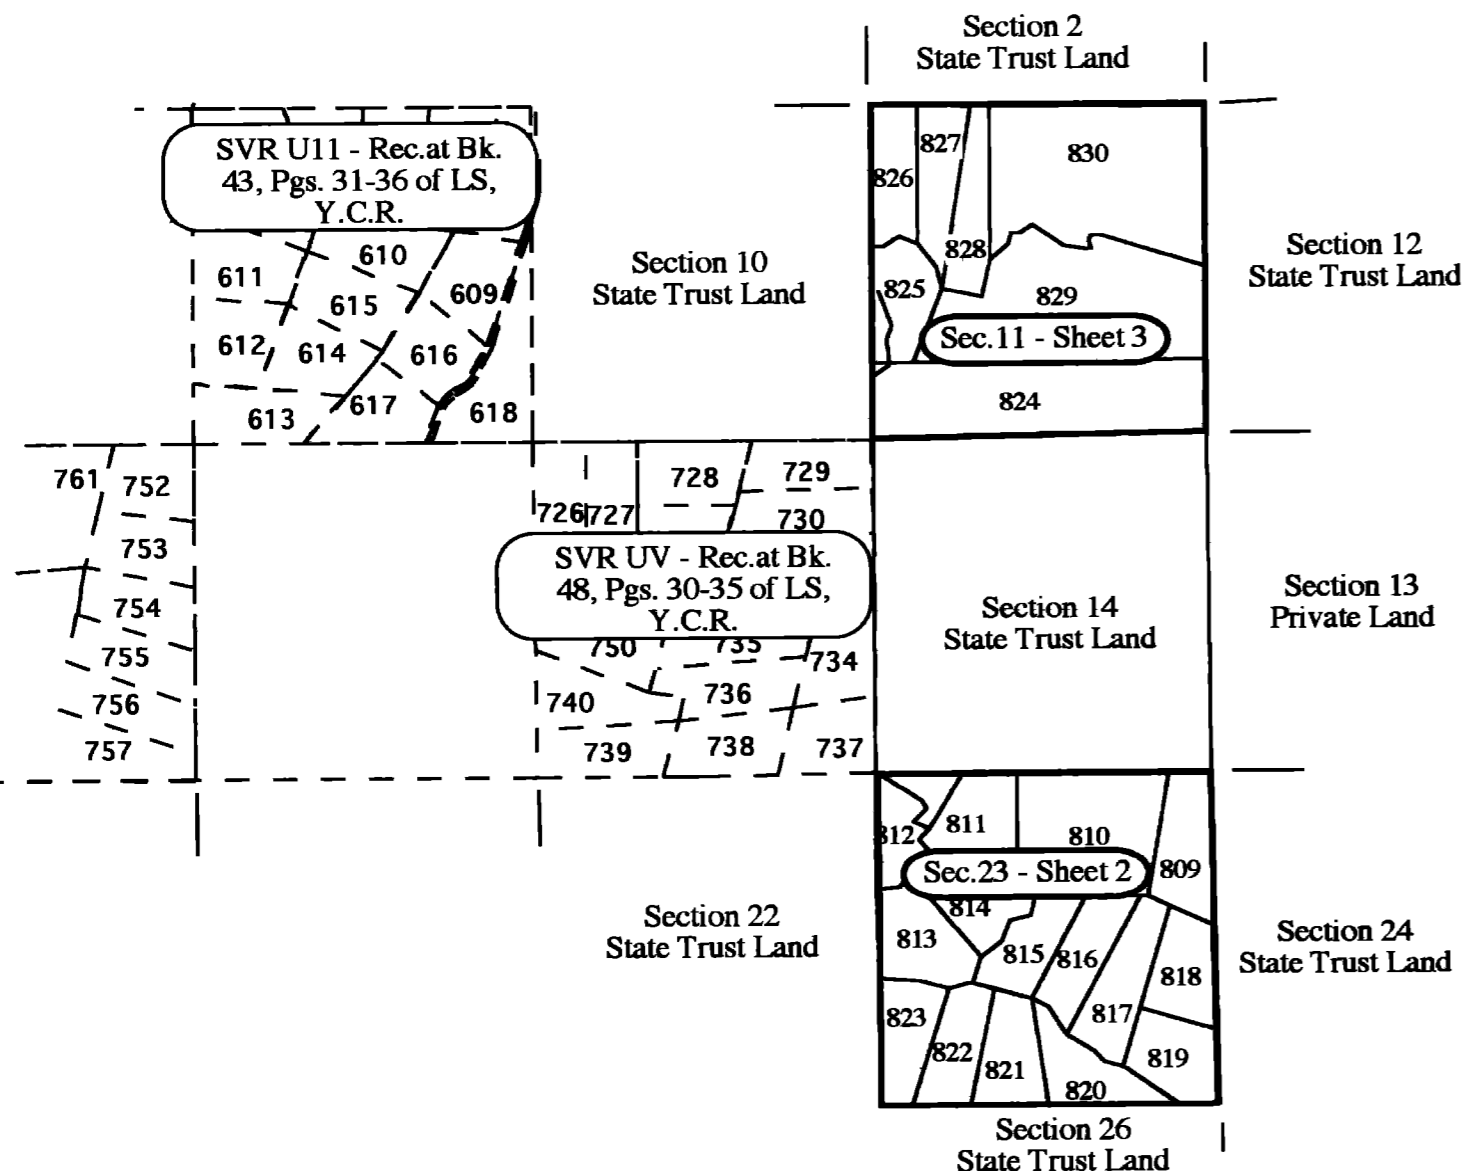 Section 2
State Trust Land
SVR U11 - Rec.at Bk.
43, Pgs. 31-36 of LS,
Y.C.R.
827
830
826
828
610
611
Section 10
State Trust Land
Section 12
State Trust Land
609
615
825
829
612
614
616
Sec.11 - Sheet 3
613
617
618
824
761
752
728
729
726
727
730
753
SVR UV - Rec.at Bk.
48, Pgs. 30-35 of LS,
Y.C.R.
Section 14
State Trust Land
Section 13
Private Land
754
755
750
735
734
756
740
736
757
739
738
737
812
811
810
Sec.23 - Sheet 2
809
814
Section 22
State Trust Land
813
815
816
818
Section 24
State Trust Land
823
817
822
821
820
819
Section 26
State Trust Land